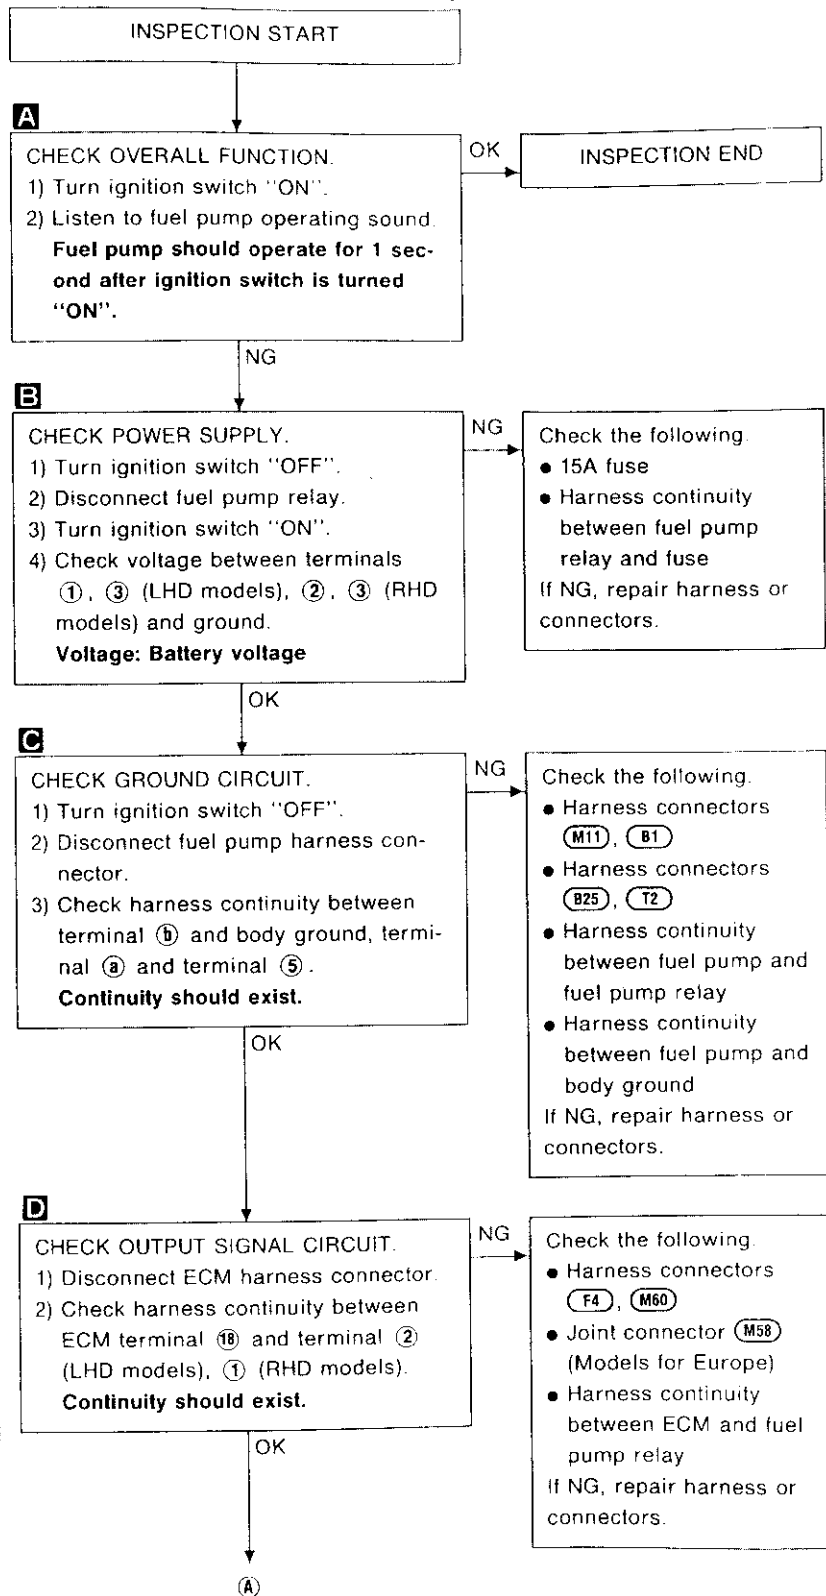 INSPECTION START
A
CHECK OVERALL FUNCTION.
1) Turn ignition switch "ON".
2) Listen to fuel pump operating sound.
Fuel pump should operate for 1 sec-
ond after ignition switch is turned
"ON".
OK
INSPECTION END
NG
B
CHECK POWER SUPPLY.
1) Turn ignition switch "OFF".
2) Disconnect fuel pump relay.
3) Turn ignition switch "ON".
4) Check voltage between terminals
①, ③ (LHD models), ②, ③ (RHD
models) and ground.
Voltage: Battery voltage
NG
Check the following.
● 15A fuse
● Harness continuity
between fuel pump
relay and fuse
If NG, repair harness or
connectors.
OK
C
CHECK GROUND CIRCUIT.
1) Turn ignition switch "OFF".
2) Disconnect fuel pump harness con-
nector.
3) Check harness continuity between
terminal ⓑ and body ground, termi-
nal ⓐ and terminal ⑤.
Continuity should exist.
NG
Check the following.
● Harness connectors
M11, B1
● Harness connectors
B25, T2
● Harness continuity
between fuel pump and
fuel pump relay
● Harness continuity
between fuel pump and
body ground
If NG, repair harness or
connectors.
OK
D
CHECK OUTPUT SIGNAL CIRCUIT.
1) Disconnect ECM harness connector.
2) Check harness continuity between
ECM terminal ⑱ and terminal ②
(LHD models), ① (RHD models).
Continuity should exist.
NG
Check the following.
● Harness connectors
F4, M60
● Joint connector M58
(Models for Europe)
● Harness continuity
between ECM and fuel
pump relay
If NG, repair harness or
connectors.
OK
Ⓐ